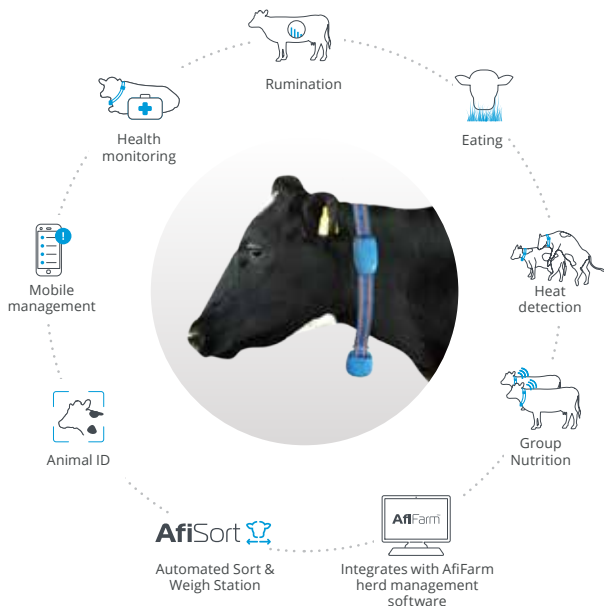 Rumination
Eating
Heat
detection
Group
Nutrition
AfiFarm
Integrates with AfiFarm
herd management
software
AfiSort
Automated Sort &
Weigh Station
Animal ID
Mobile
management
!
Health
monitoring